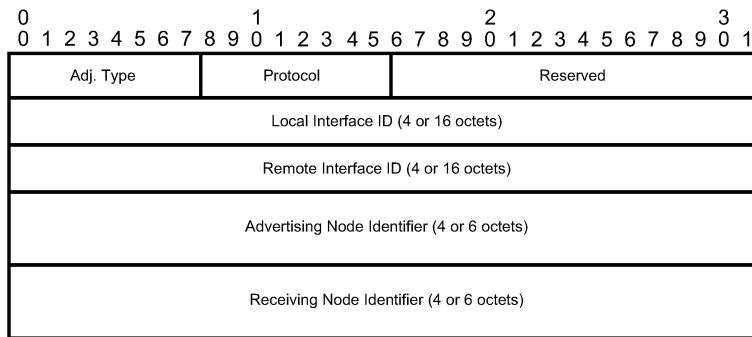 0 1 2 3
0 1 2 3 4 5 6 7 8 9 0 1 2 3 4 5 6 7 8 9 0 1 2 3 4 5 6 7 8 9 0 1
Adj. Type Protocol Reserved
Local Interface ID (4 or 16 octets)
Remote Interface ID (4 or 16 octets)
Advertising Node Identifier (4 or 6 octets)
Receiving Node Identifier (4 or 6 octets)